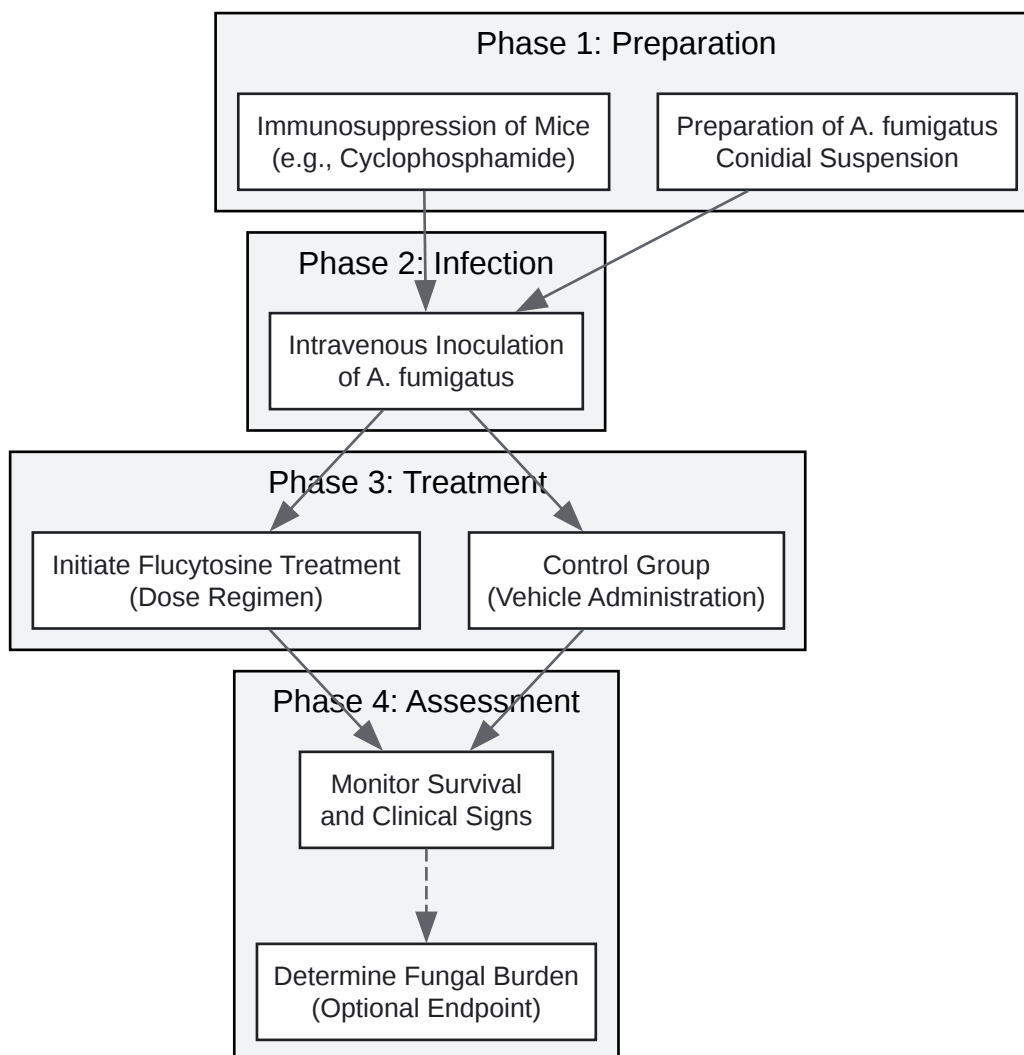 Phase 1: Preparation
Immunosuppression of Mice
(e.g., Cyclophosphamide)
Preparation of A. fumigatus
Conidial Suspension
Phase 2: Infection
Intravenous Inoculation
of A. fumigatus
Phase 3: Treatment
Initiate Flucytosine Treatment
(Dose Regimen)
Control Group
(Vehicle Administration)
Phase 4: Assessment
Monitor Survival
and Clinical Signs
Determine Fungal Burden
(Optional Endpoint)